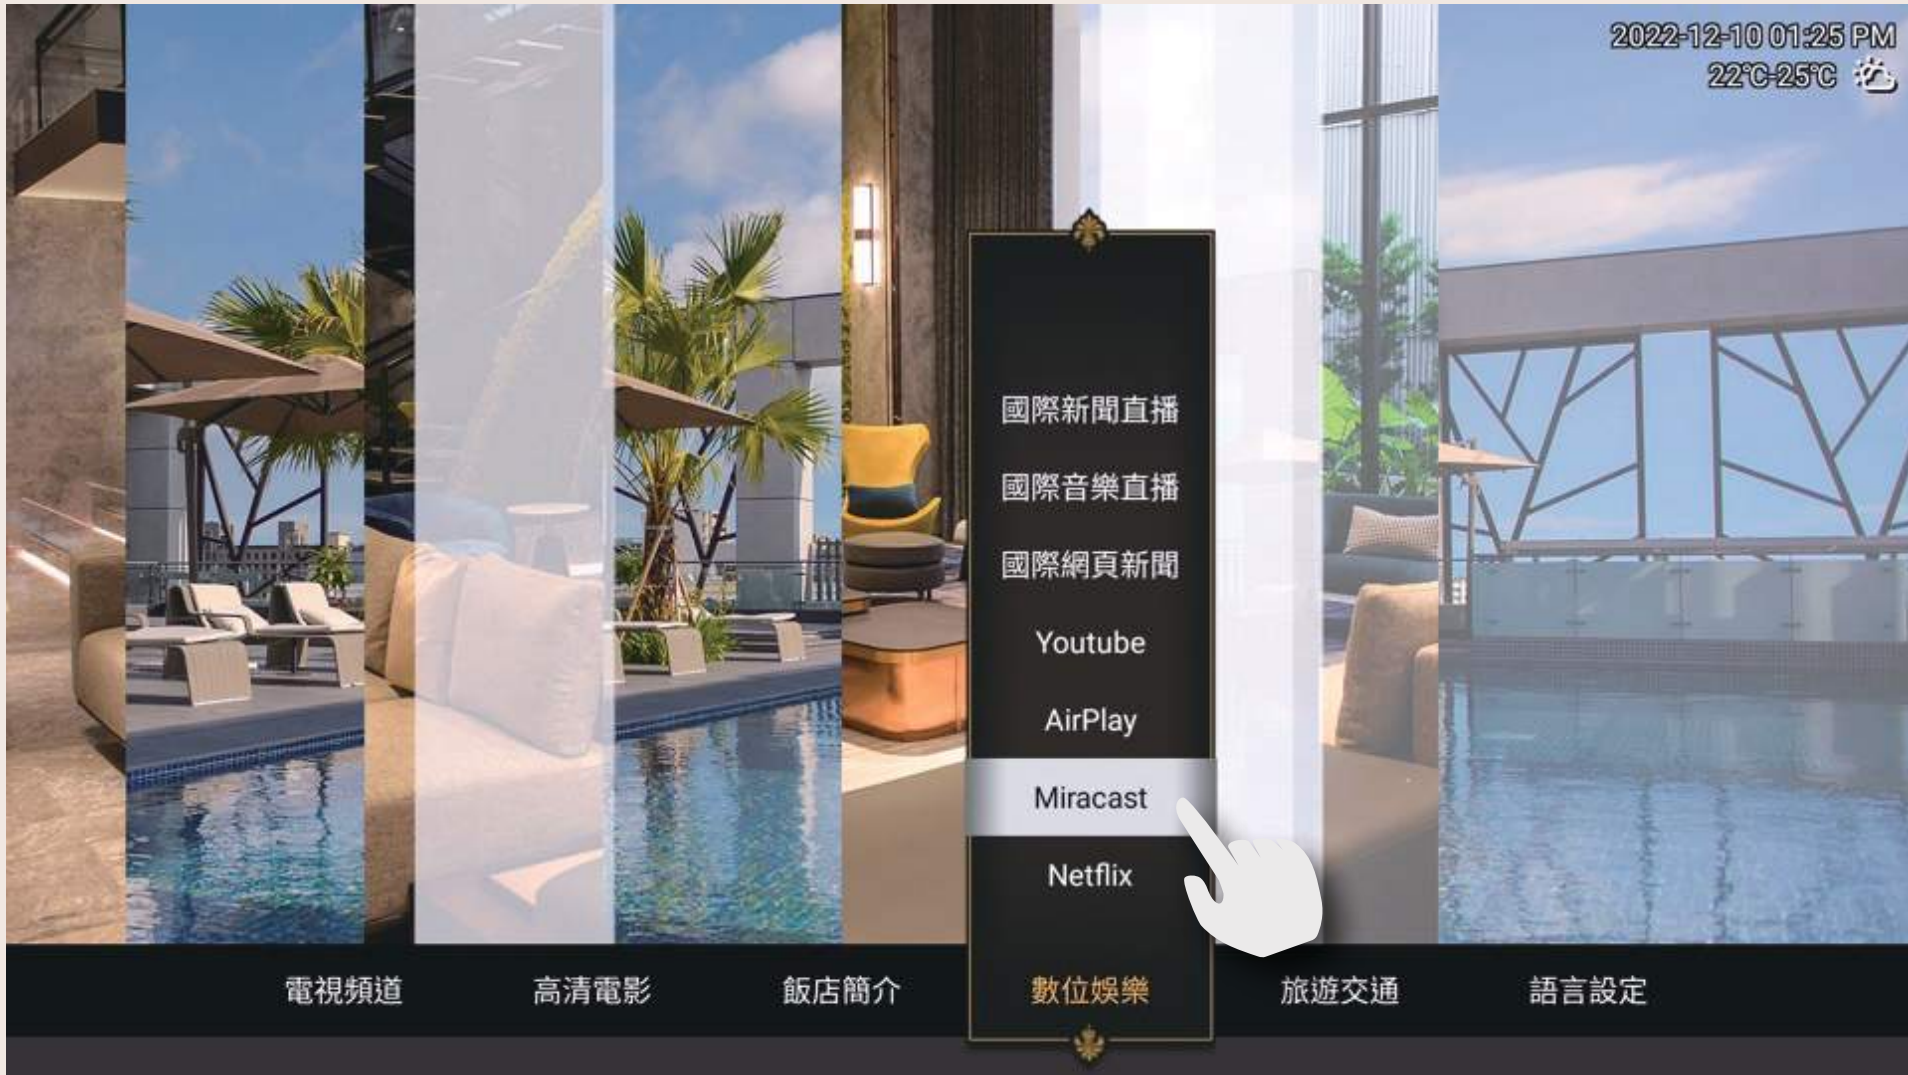 2022-12-10 01:25 PM
22°C-25°C
國際新聞直播
國際音樂直播
國際網頁新聞
Youtube
AirPlay
Miracast
Netflix
電視頻道 高清電影 飯店簡介 數位娛樂 旅遊交通 語言設定